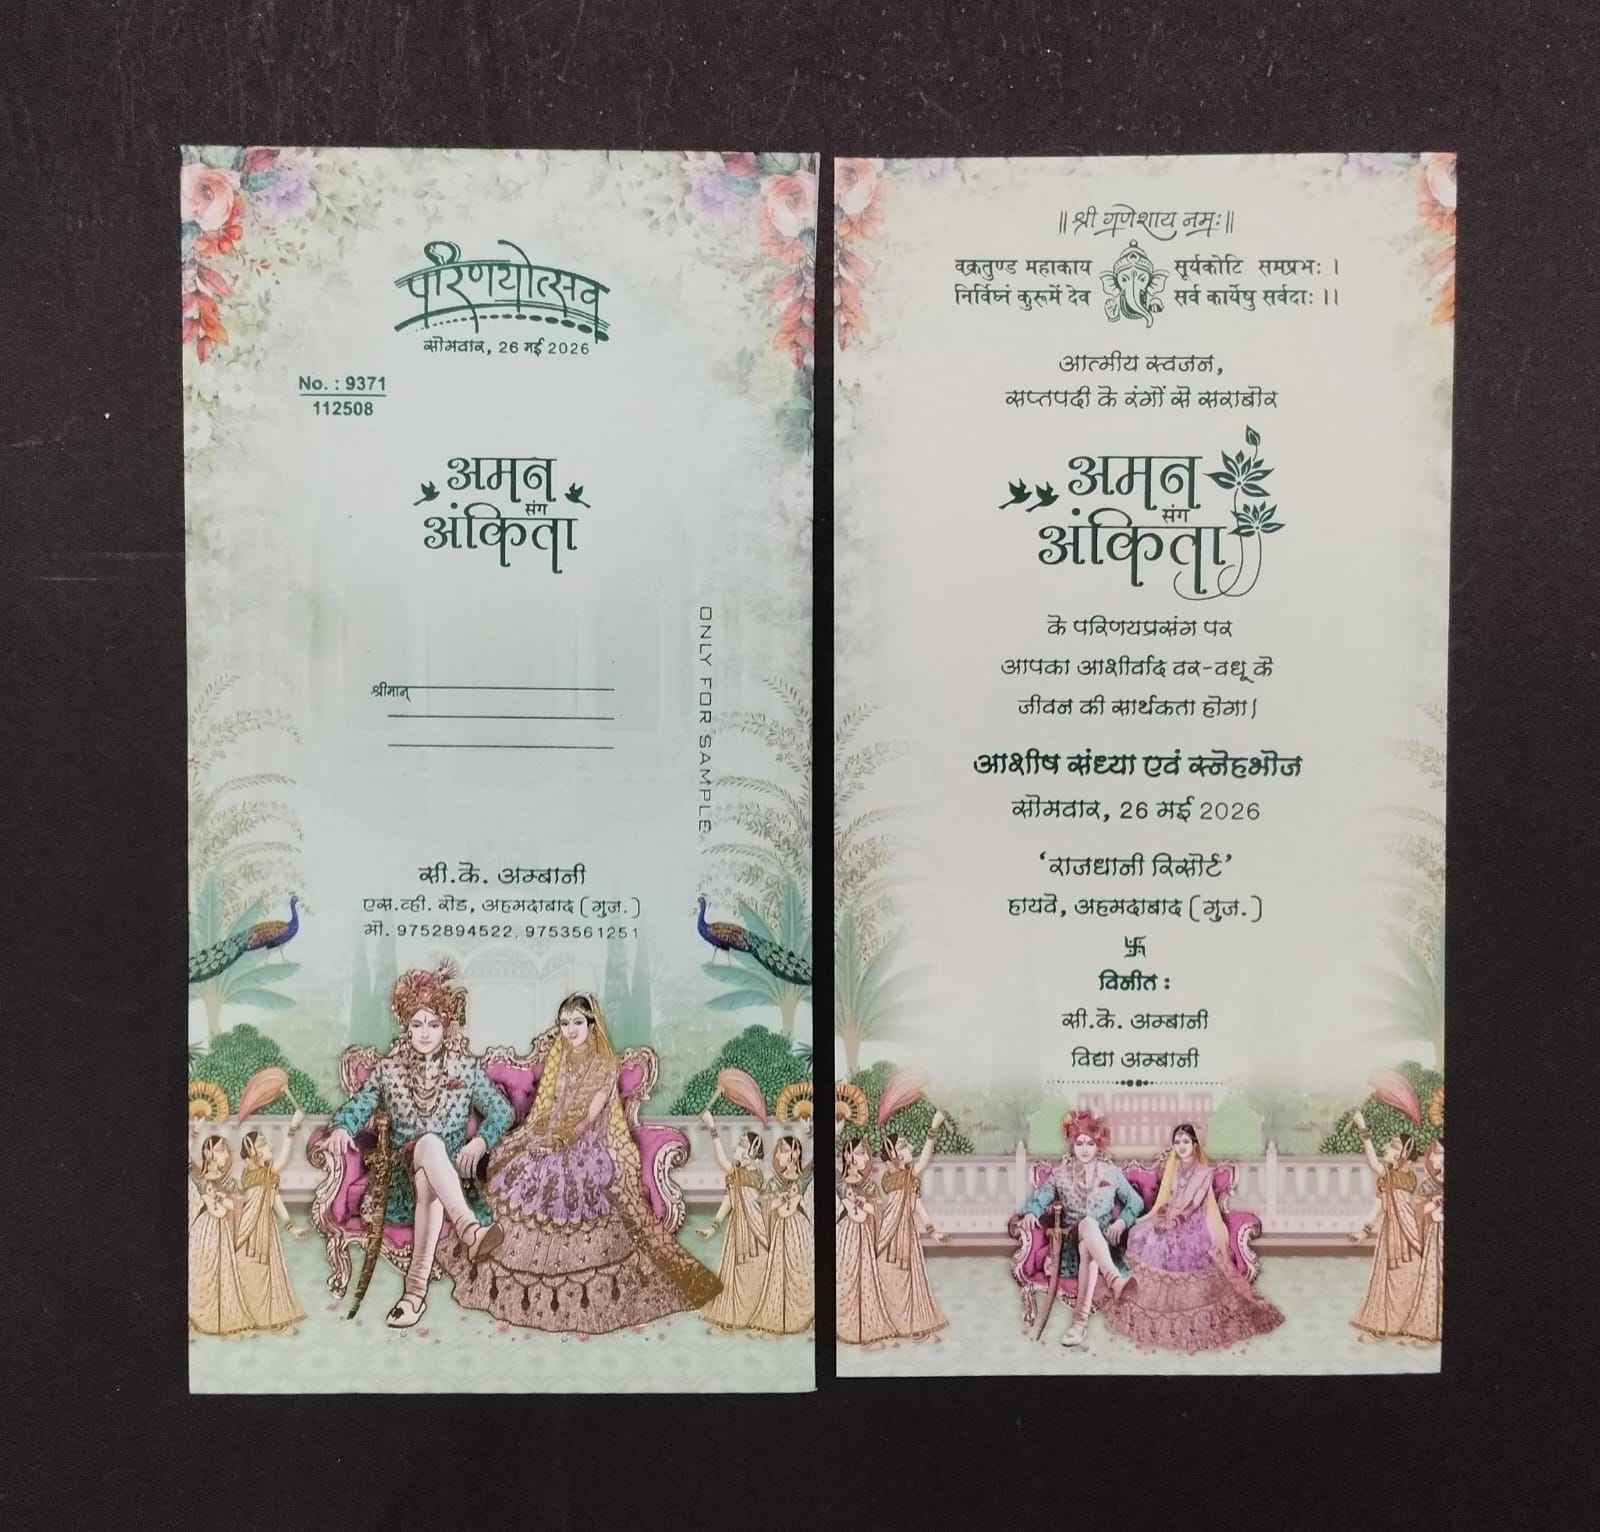 परिणयोत्सव
सोमवार, 26 मई 2026
No. : 9371
112508
अमन
संग
अंकिता
श्रीमान्
ONLY FOR SAMPLE
सी.के. अम्बानी
एस.व्ही. रोड, अहमदाबाद (गुज.)
मो. 9752894522, 9753561251
॥ श्री गणेशाय नमः ॥
वक्रतुण्ड महाकाय सूर्यकोटि समप्रभः ।
निर्विघ्नं कुरूमें देव सर्व कार्येषु सर्वदाः ।।
आत्मीय स्वजन,
सप्तपदी के रंगों से सराबोर
अमन
संग
अंकिता
के परिणयप्रसंग पर
आपका आशीर्वाद वर-वधू के
जीवन की सार्थकता होगा।
आशीष संध्या एवं स्नेहभोज
सोमवार, 26 मई 2026
‘राजधानी रिसोर्ट’
हायवे, अहमदाबाद (गुज.)
卐
विनीत :
सी.के. अम्बानी
विद्या अम्बानी